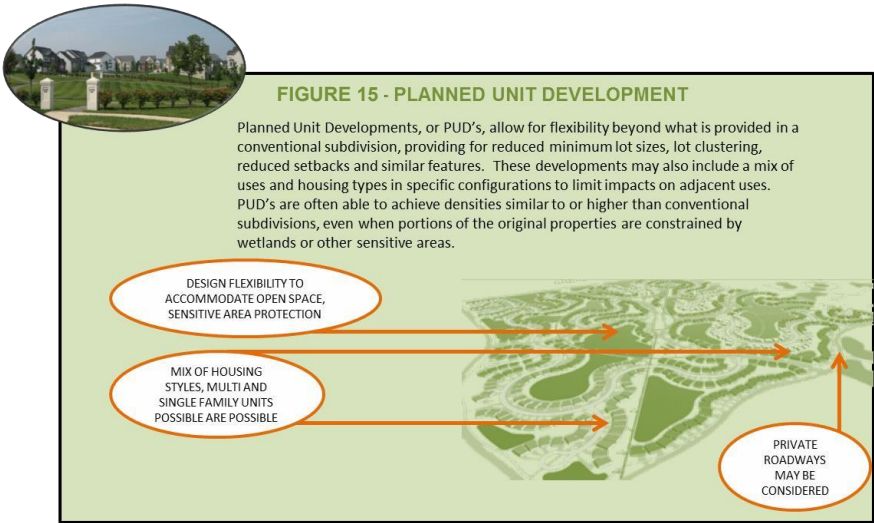 FIGURE 15 - PLANNED UNIT DEVELOPMENT
Planned Unit Developments, or PUD's, allow for flexibility beyond what is provided in a
conventional subdivision, providing for reduced minimum lot sizes, lot clustering,
reduced setbacks and similar features. These developments may also include a mix of
uses and housing types in specific configurations to limit impacts on adjacent uses.
PUD's are often able to achieve densities similar to or higher than conventional
subdivisions, even when portions of the original properties are constrained by
wetlands or other sensitive areas.
DESIGN FLEXIBILITY TO
ACCOMMODATE OPEN SPACE,
SENSITIVE AREA PROTECTION
MIX OF HOUSING
STYLES, MULTI AND
SINGLE FAMILY UNITS
POSSIBLE ARE POSSIBLE
PRIVATE
ROADWAYS
MAY BE
CONSIDERED